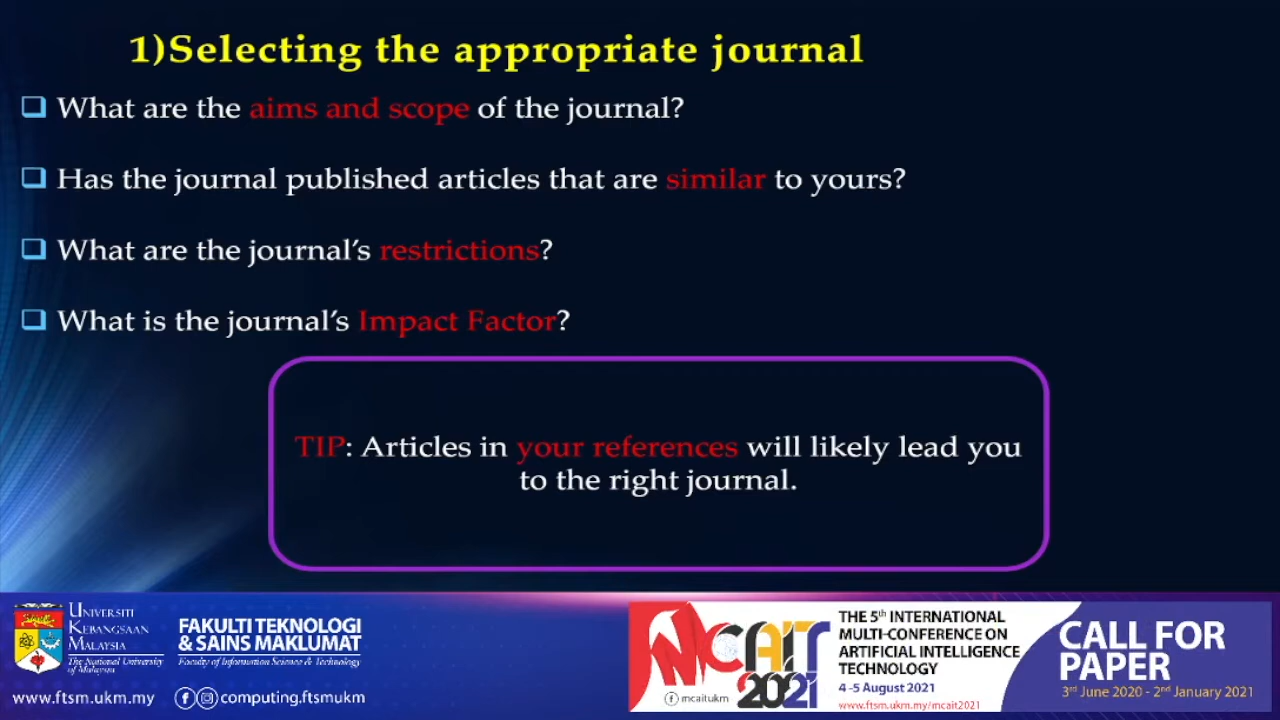 1)Selecting the appropriate journal
What are the aims and scope of the journal?
Has the journal published articles that are similar to yours?
What are the journal's restrictions?
What is the journal's Impact Factor?
TIP: Articles in your references will likely lead you
to the right journal.
UNIVERSITI
KEBANGSAAN
MALAYSIA
The National University
of Malaysia
FAKULTI TEKNOLOGI
& SAINS MAKLUMAT
Faculty of Information Science & Technology
www.ftsm.ukm.my
computing.ftsmukm
MCAIT
2021
mcaitukm
THE 5th INTERNATIONAL
MULTI-CONFERENCE ON
ARTIFICIAL INTELLIGENCE
TECHNOLOGY
4 -5 August 2021
www.ftsm.ukm.my/mcait2021
CALL FOR
PAPER
3rd June 2020 - 2nd January 2021